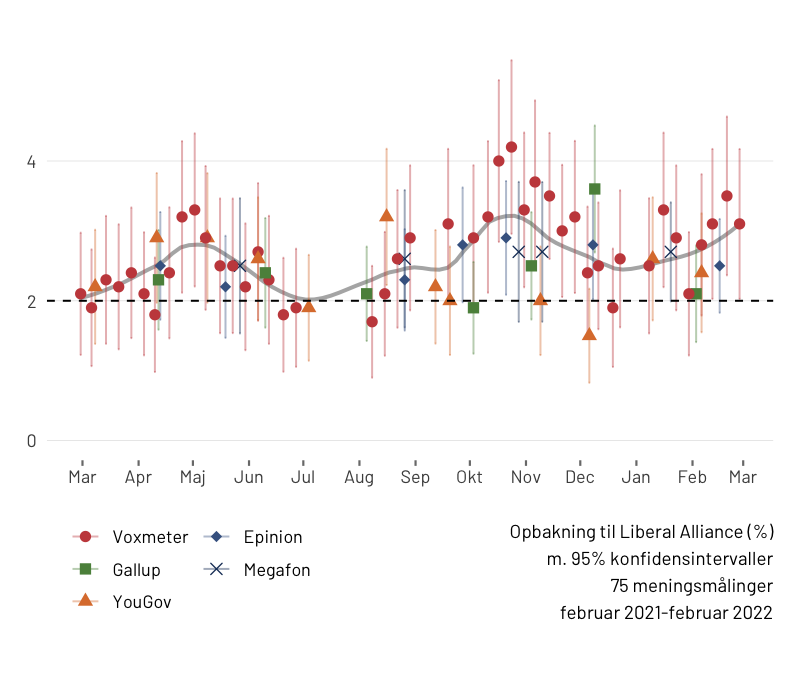 4
2
0
Mar Apr Maj Jun Jul Aug Sep Okt Nov Dec Jan Feb Mar
Voxmeter
Epinion
Gallup
Megafon
YouGov
Opbakning til Liberal Alliance (%)
m. 95% konfidensintervaller
75 meningsmålinger
februar 2021-februar 2022